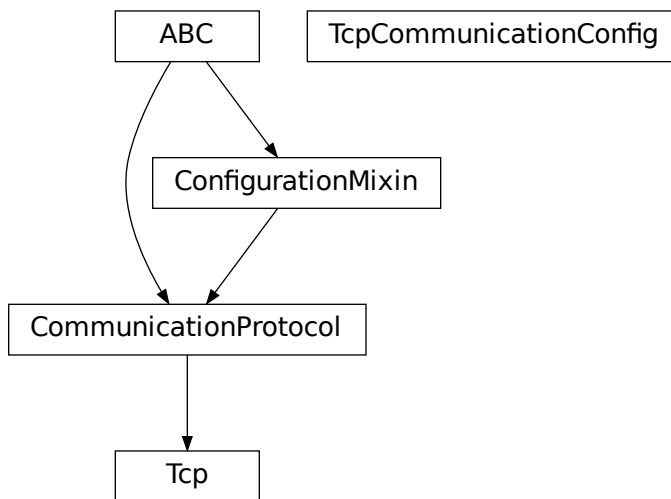 ABC
TcpCommunicationConfig
ConfigurationMixin
CommunicationProtocol
Tcp